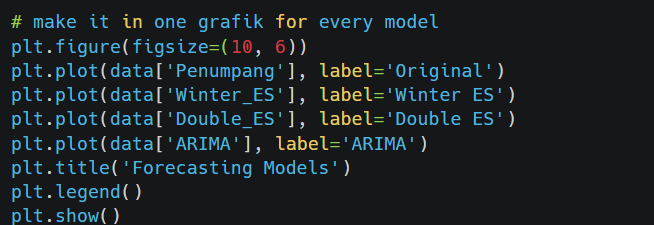 # make it in one grafik for every model
plt.figure(figsize=(10, 6))
plt.plot(data['Penumpang'], label='Original')
plt.plot(data['Winter_ES'], label='Winter ES')
plt.plot(data['Double_ES'], label='Double ES')
plt.plot(data['ARIMA'], label='ARIMA')
plt.title('Forecasting Models')
plt.legend()
plt.show()